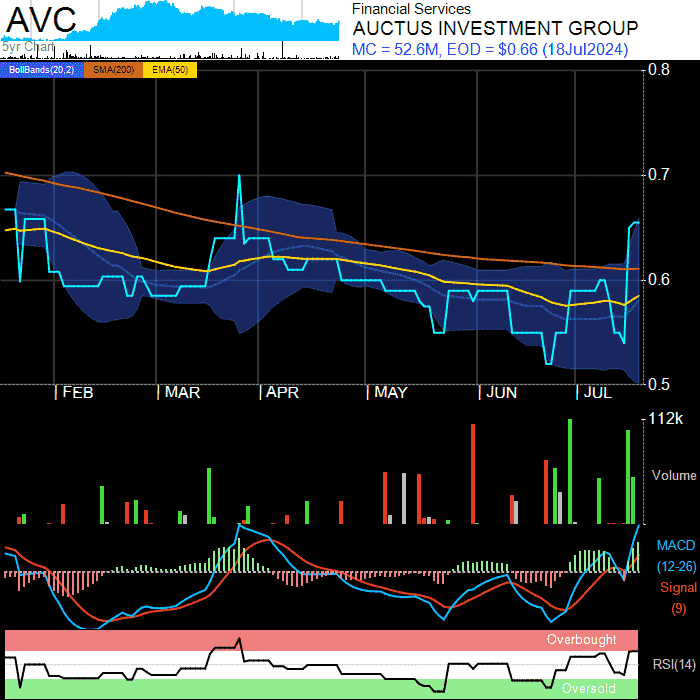 AVC
5yr Chart
Financial Services
AUCTUS INVESTMENT GROUP
MC = 52.6M, EOD = $0.66 (18Jul2024)
BollBands(20,2) SMA(200) EMA(50)
0.8
0.7
0.6
0.5
| FEB | MAR | APR | MAY | JUN | JUL
112k
Volume
MACD
(12-26)
Signal
(9)
Overbought
RSI(14)
Oversold